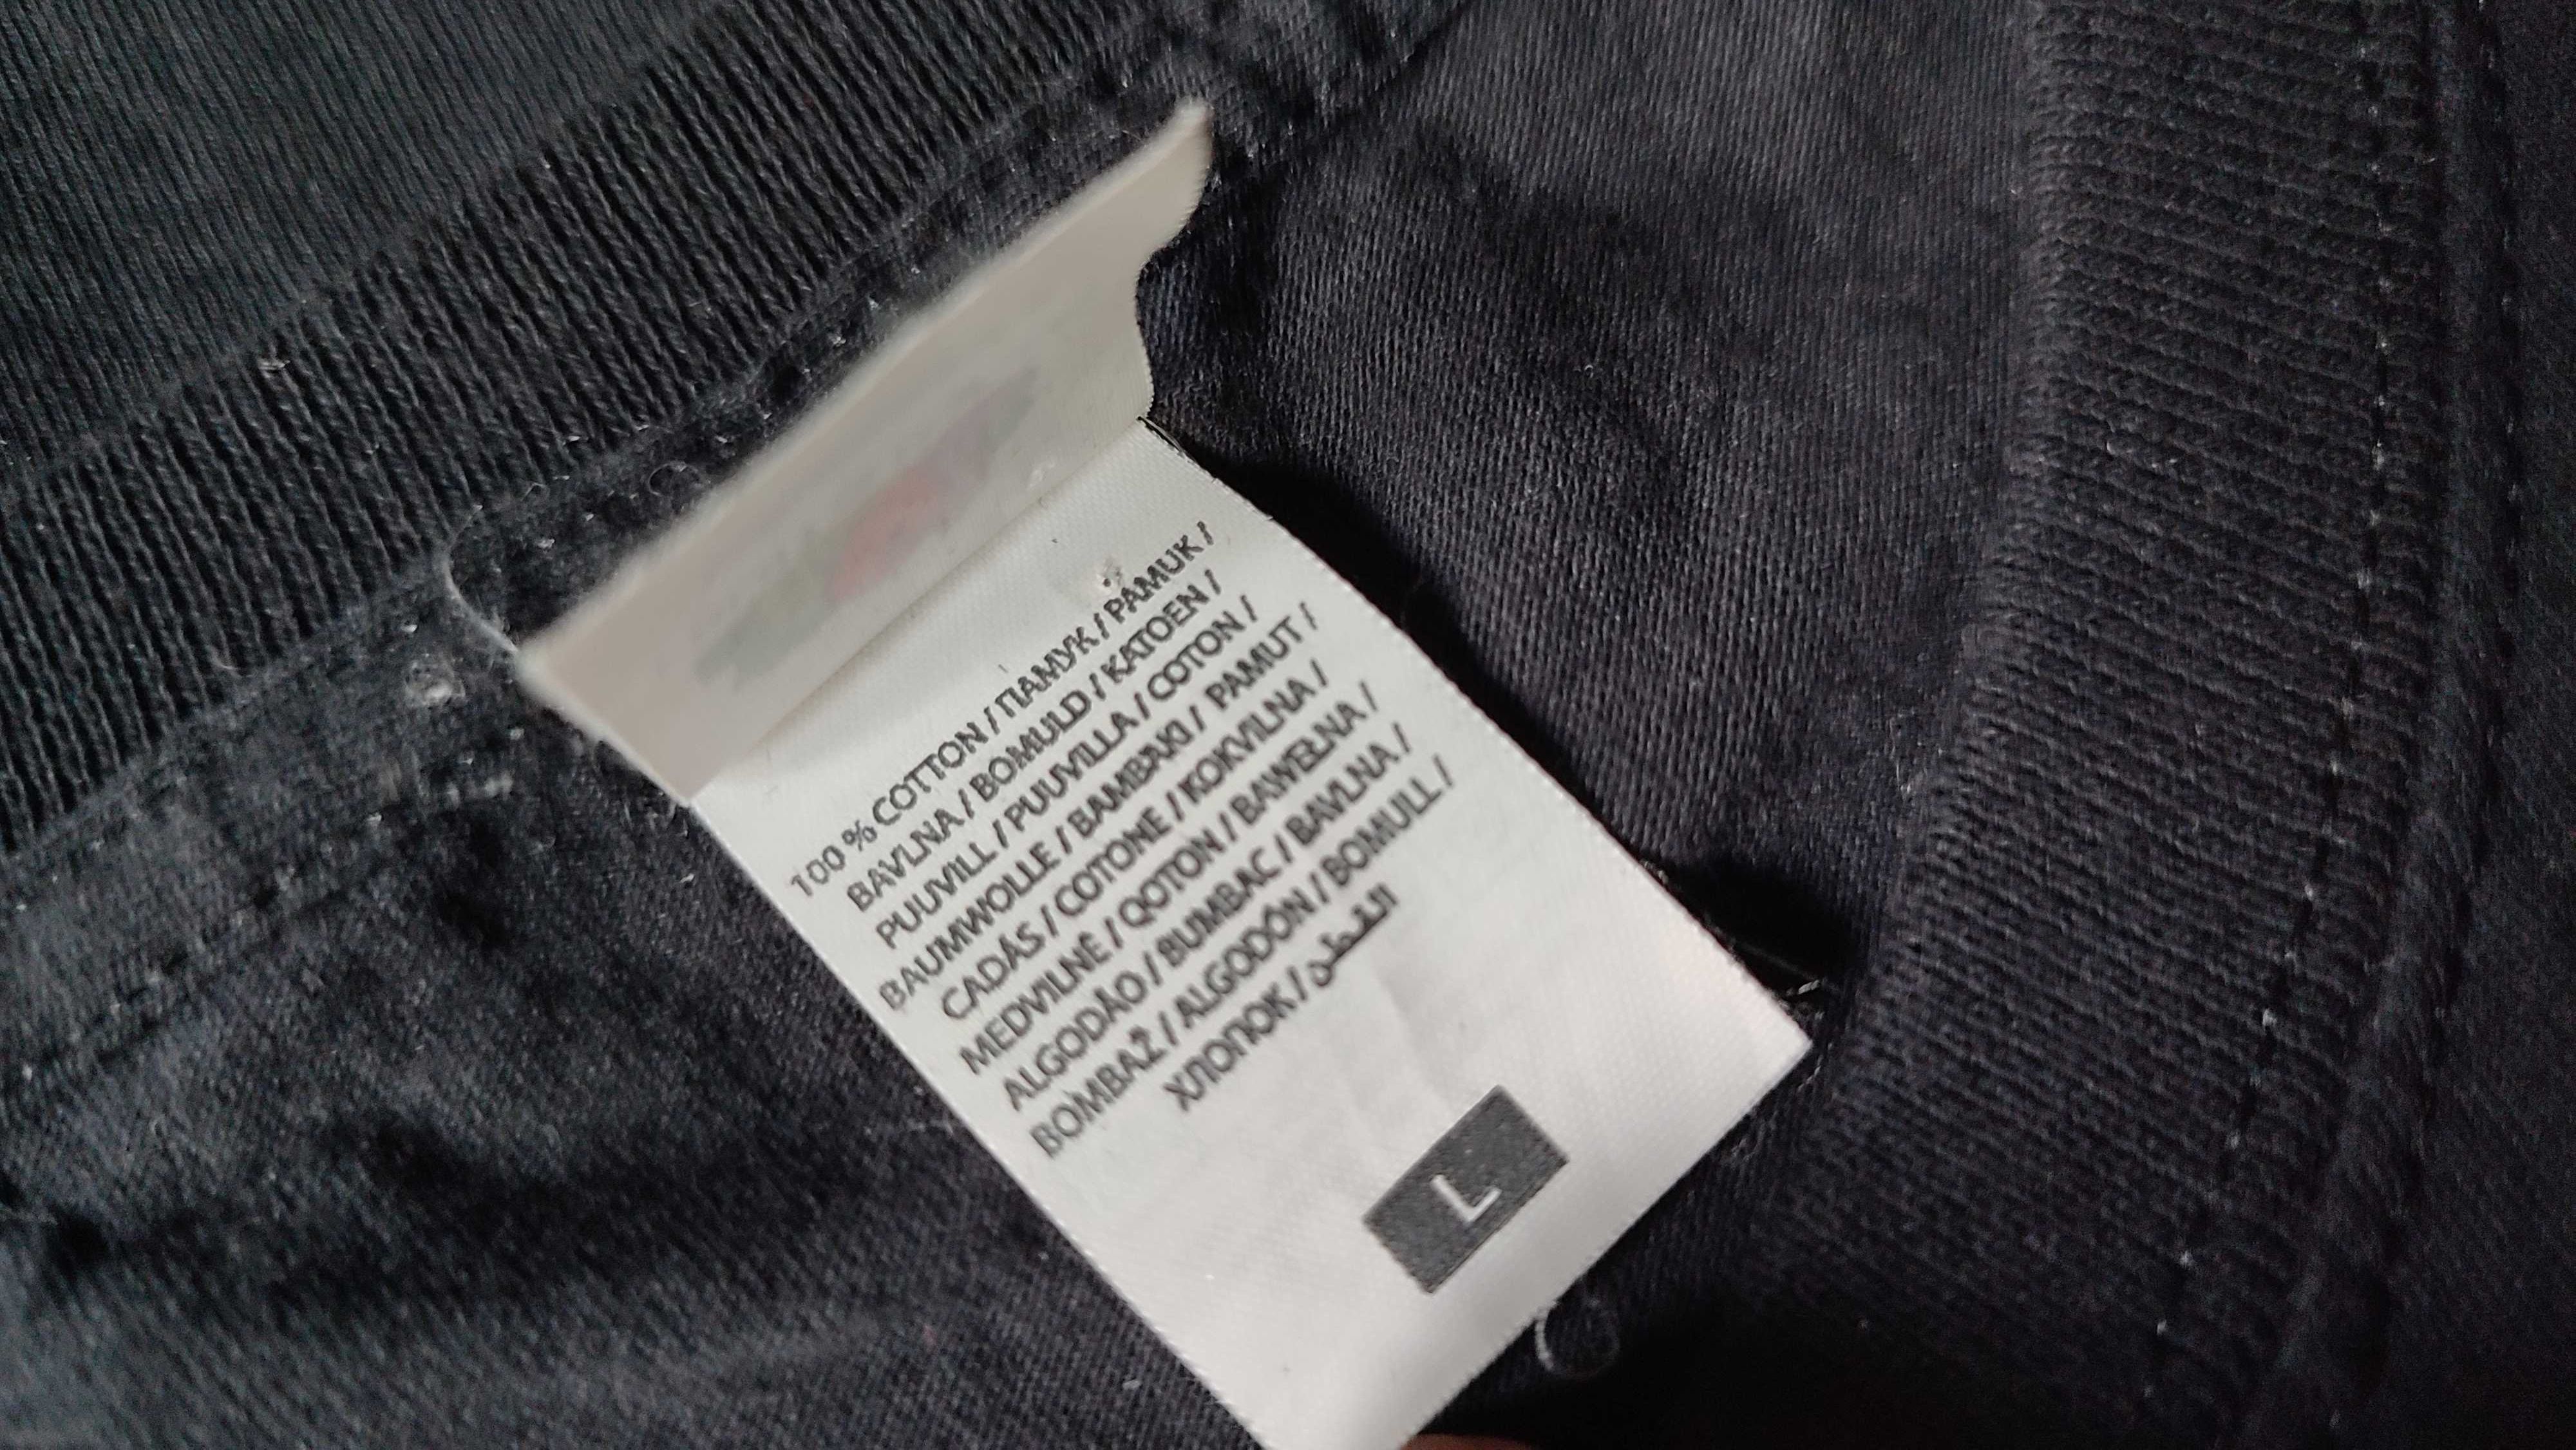 100 % COTTON / ПАМУК / PAMUK /
BAVLNA / BOMULD / KATOEN /
PUUVILL / PUUVILLA / COTON /
BAUMWOLLE / BAMBAKI / PAMUT /
CADÁS / COTONE / KOKVILNA /
MEDVILNĖ / QOTON / BAWEŁNA /
ALGODÃO / BUMBAC / BAVLNA /
BOMBAŽ / ALGODÓN / BOMULL /
ХЛОПОК / القطن
L